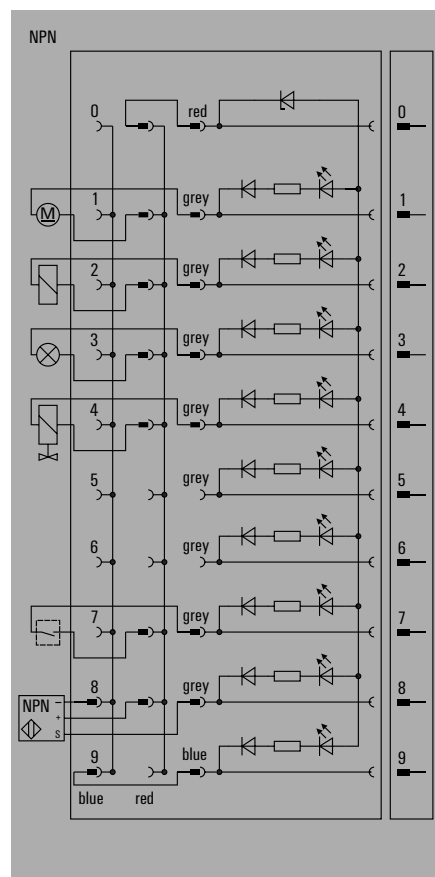 NPN
0 red 0
1 grey 1
M
2 grey 2
3 grey 3
4 grey 4
5 grey 5
6 grey 6
7 grey 7
8 grey 8
NPN −
+
S
9 blue 9
blue red